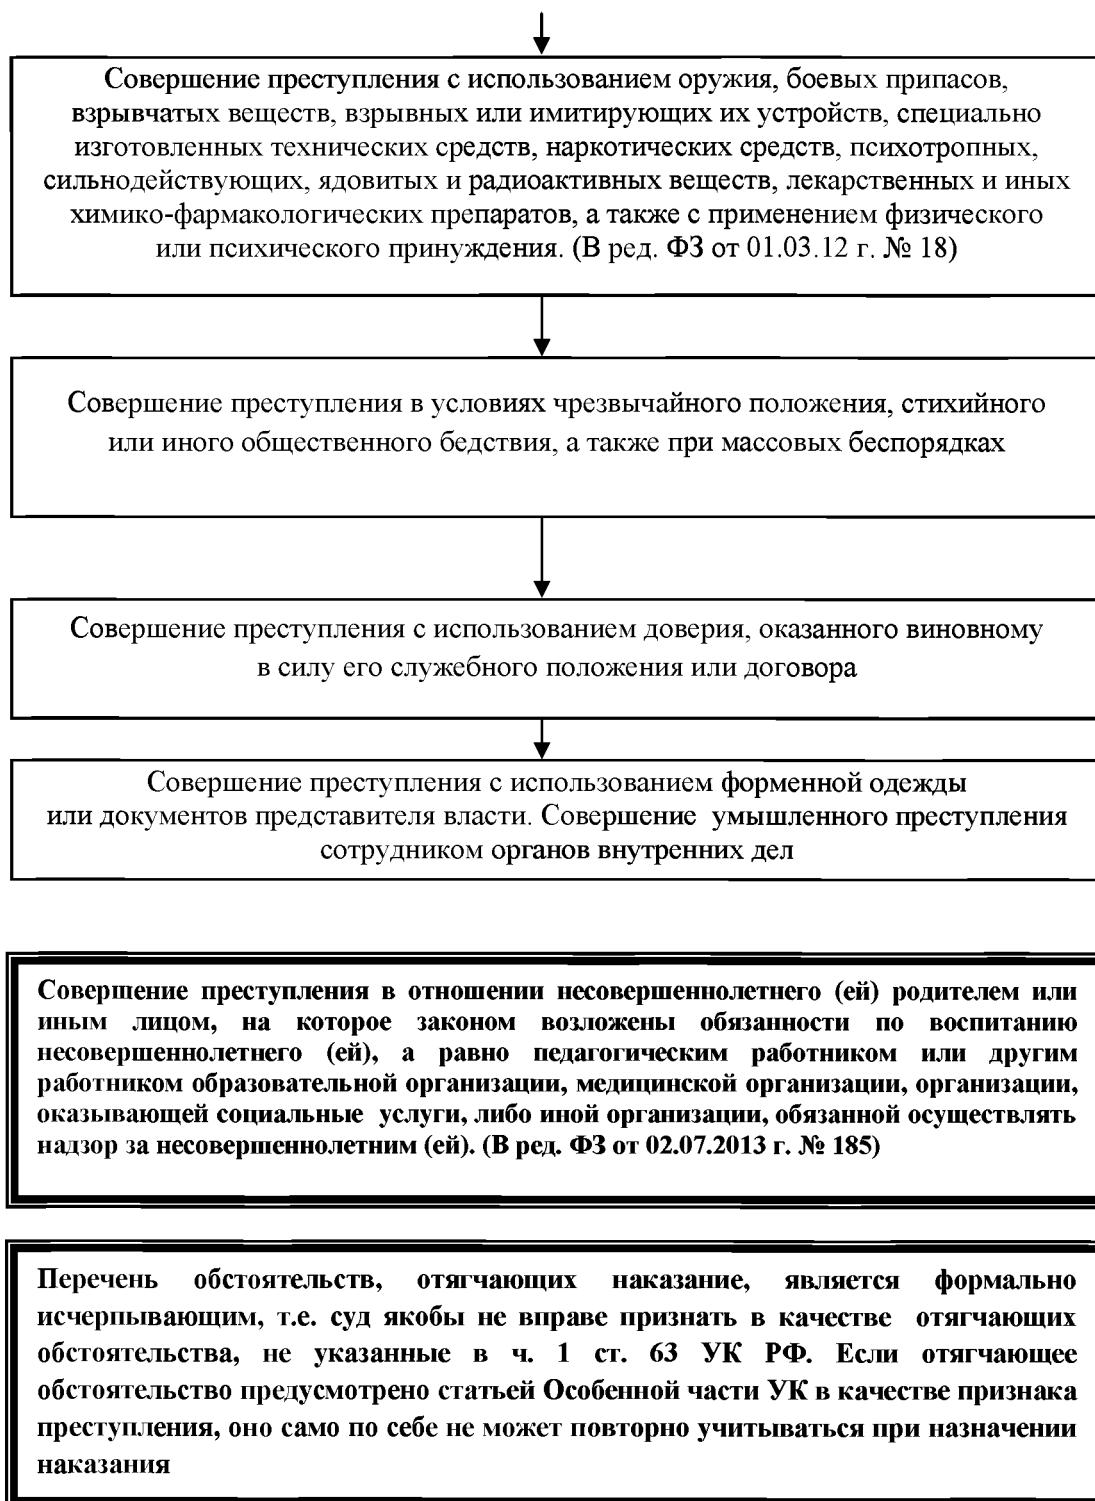 Совершение преступления с использованием оружия, боевых припасов,
взрывчатых веществ, взрывных или имитирующих их устройств, специально
изготовленных технических средств, наркотических средств, психотропных,
сильнодействующих, ядовитых и радиоактивных веществ, лекарственных и иных
химико-фармакологических препаратов, а также с применением физического
или психического принуждения. (В ред. ФЗ от 01.03.12 г. № 18)
Совершение преступления в условиях чрезвычайного положения, стихийного
или иного общественного бедствия, а также при массовых беспорядках
Совершение преступления с использованием доверия, оказанного виновному
в силу его служебного положения или договора
Совершение преступления с использованием форменной одежды
или документов представителя власти. Совершение умышленного преступления
сотрудником органов внутренних дел
Совершение преступления в отношении несовершеннолетнего (ей) родителем или
иным лицом, на которое законом возложены обязанности по воспитанию
несовершеннолетнего (ей), а равно педагогическим работником или другим
работником образовательной организации, медицинской организации, организации,
оказывающей социальные услуги, либо иной организации, обязанной осуществлять
надзор за несовершеннолетним (ей). (В ред. ФЗ от 02.07.2013 г. № 185)
Перечень обстоятельств, отягчающих наказание, является формально
исчерпывающим, т.е. суд якобы не вправе признать в качестве отягчающих
обстоятельства, не указанные в ч. 1 ст. 63 УК РФ. Если отягчающее
обстоятельство предусмотрено статьей Особенной части УК в качестве признака
преступления, оно само по себе не может повторно учитываться при назначении
наказания